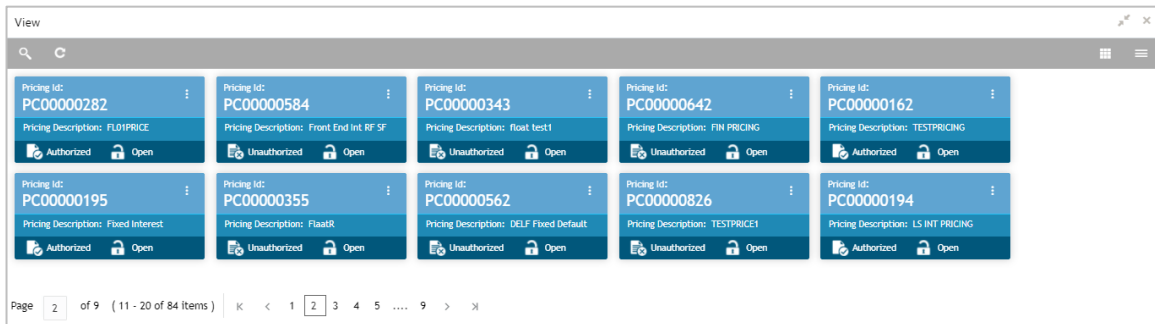 View
Pricing Id:
PC00000282
Pricing Description: FL01PRICE
Authorized Open
Pricing Id:
PC00000584
Pricing Description: Front End Int RF SF
Unauthorized Open
Pricing Id:
PC00000343
Pricing Description: float test1
Unauthorized Open
Pricing Id:
PC00000642
Pricing Description: FIN PRICING
Unauthorized Open
Pricing Id:
PC00000162
Pricing Description: TESTPRICING
Authorized Open
Pricing Id:
PC00000195
Pricing Description: Fixed Interest
Authorized Open
Pricing Id:
PC00000355
Pricing Description: FlaatR
Unauthorized Open
Pricing Id:
PC00000562
Pricing Description: DELF Fixed Default
Unauthorized Open
Pricing Id:
PC00000826
Pricing Description: TESTPRICE1
Unauthorized Open
Pricing Id:
PC00000194
Pricing Description: LS INT PRICING
Authorized Open
Page 2 of 9 ( 11 - 20 of 84 items ) 1 2 3 4 5 .... 9